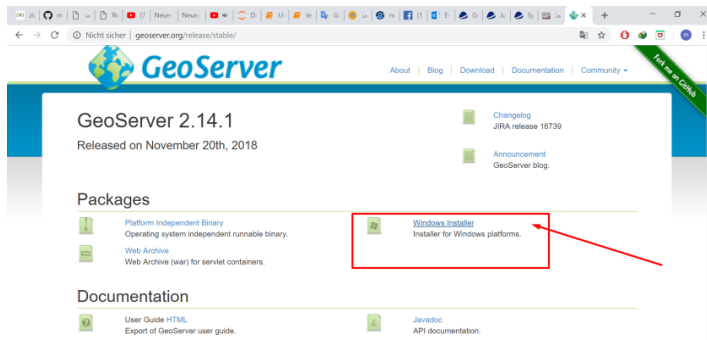 Nicht sicher | geoserver.org/release/stable/
GeoServer
About | Blog | Download | Documentation | Community
Fork me on GitHub
GeoServer 2.14.1
Released on November 20th, 2018
Changelog
JIRA release 16739
Announcement
GeoServer blog.
Packages
Platform Independent Binary
Operating system independent runnable binary.
Windows Installer
Installer for Windows platforms.
Web Archive
Web Archive (war) for servlet containers.
Documentation
User Guide HTML
Export of GeoServer user guide.
Javadoc
API documentation.